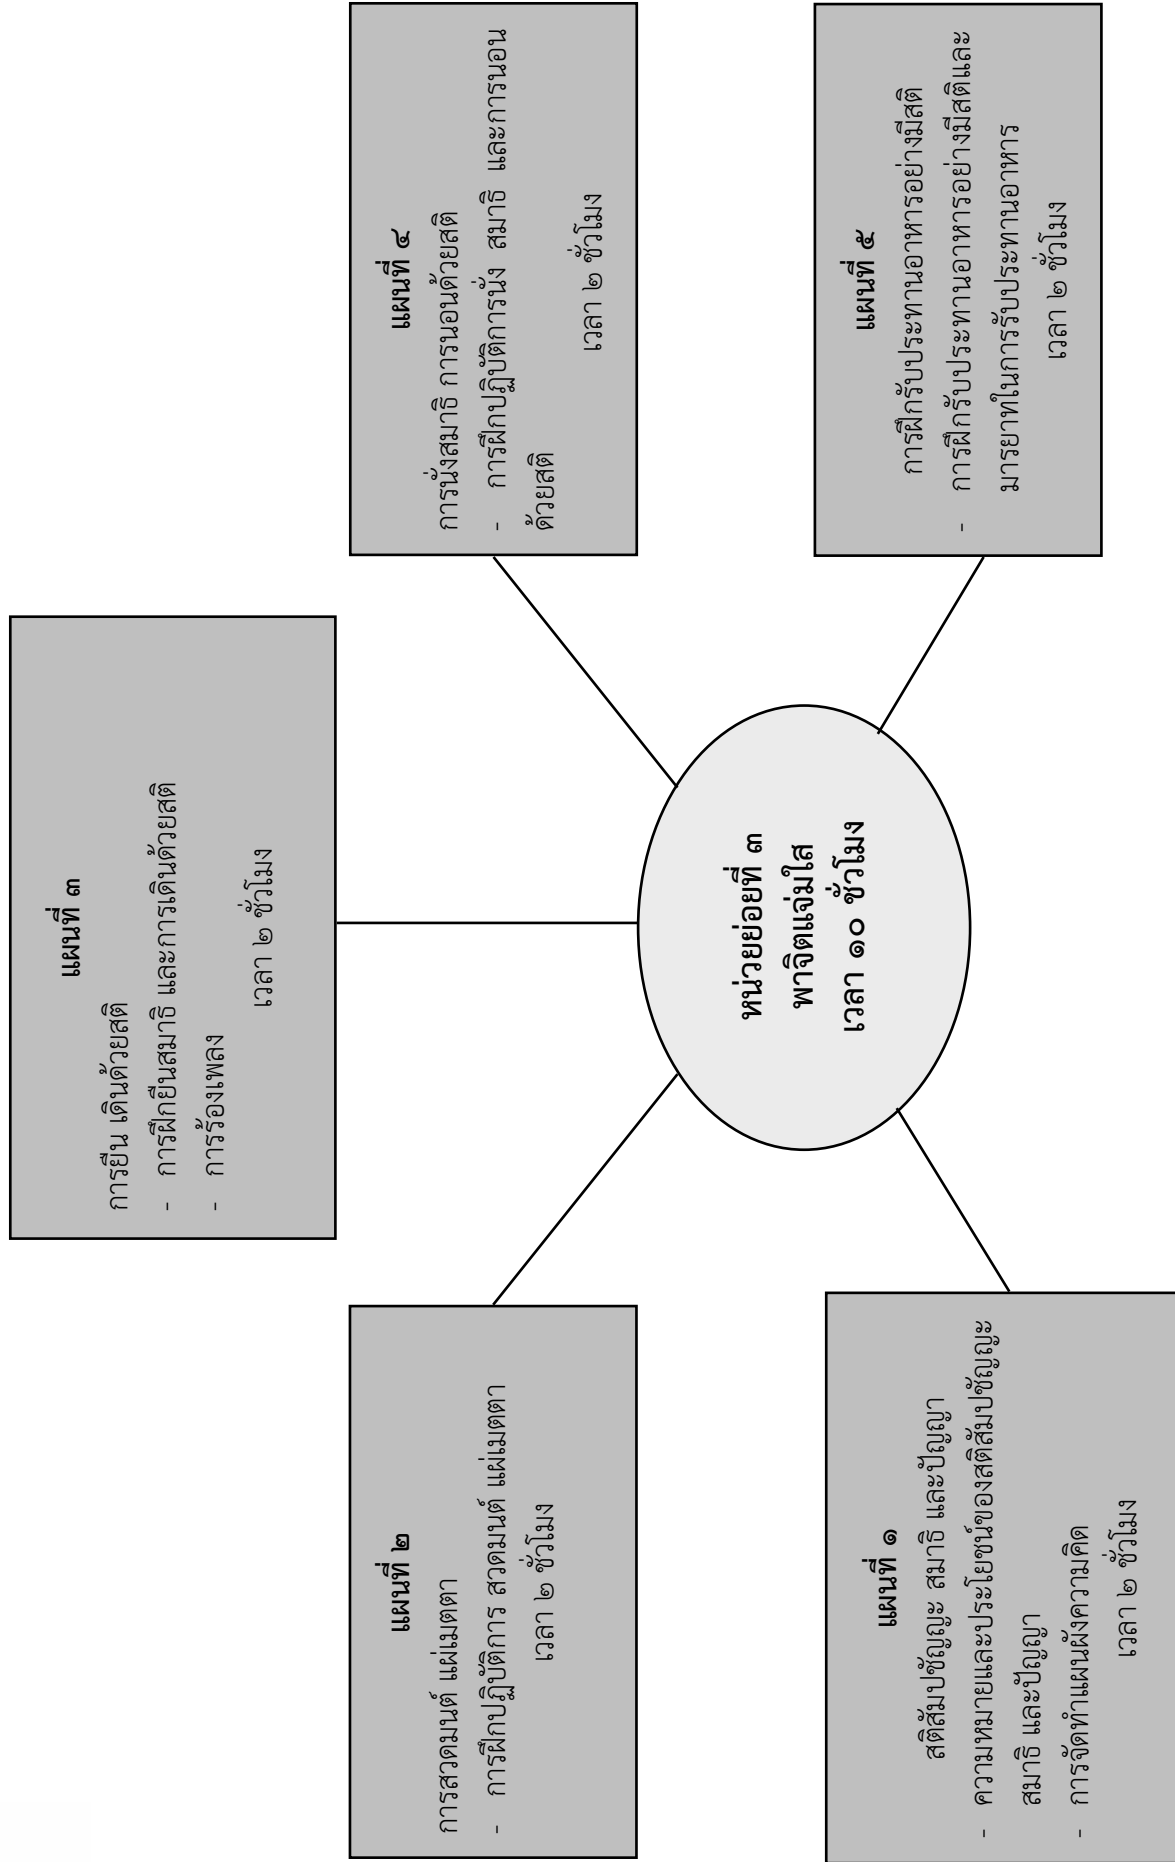 แผนที่ ๓
การยืน เดินด้วยสติ
- การฝึกยืนสมาธิ และการเดินด้วยสติ
- การร้องเพลง
เวลา ๒ ชั่วโมง
แผนที่ ๒
การสวดมนต์ แผ่เมตตา
- การฝึกปฏิบัติการ สวดมนต์ แผ่เมตตา
เวลา ๒ ชั่วโมง
แผนที่ ๔
การนั่งสมาธิ การนอนด้วยสติ
- การฝึกปฏิบัติการนั่ง สมาธิ และการนอน
ด้วยสติ
เวลา ๒ ชั่วโมง
หน่วยย่อยที่ ๓
พาจิตแจ่มใส
เวลา ๑๐ ชั่วโมง
แผนที่ ๑
สติสัมปชัญญะ สมาธิ และปัญญา
- ความหมายและประโยชน์ของสติสัมปชัญญะ
สมาธิ และปัญญา
- การจัดทำแผนผังความคิด
เวลา ๒ ชั่วโมง
แผนที่ ๕
การฝึกรับประทานอาหารอย่างมีสติ
- การฝึกรับประทานอาหารอย่างมีสติและ
มารยาทในการรับประทานอาหาร
เวลา ๒ ชั่วโมง